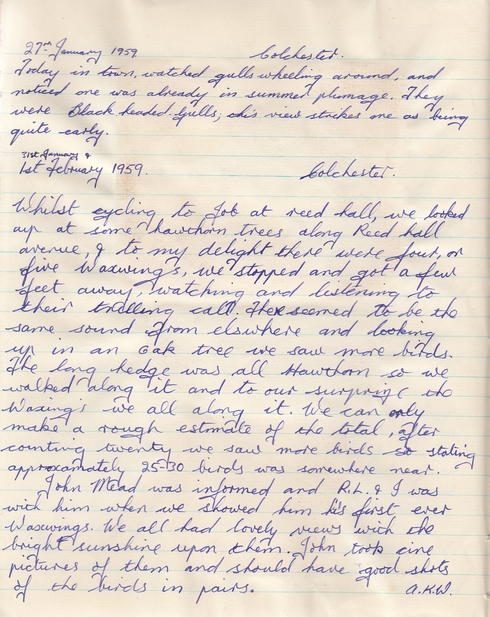 27th January 1959 Colchester.
Today in town, watched gulls wheeling around, and
noticed one was already in summer plumage. They
were Black headed Gulls; this view strikes me as being
quite early.
31st January &
1st February 1959. Colchester.
Whilst cycling to Job at reed hall, we looked
up at some hawthorn trees along Reed hall
avenue, & to my delight there were four, or
five Waxwing's, we stopped and got a few
feet away, watching and listening to
their trilling call. There seemed to be the
same sound from elsewhere and looking
up in an Oak tree we saw more birds.
The long hedge was all Hawthorn so we
walked along it and to our surprize the
Waxing's we all along it. We can only
make a rough estimate of the total, after
counting twenty we saw more birds so stating
approxamately 25-30 birds was somewhere near.
John Mead was informed and R.L. & I was
with him when we showed him his first ever
Waxwings. We all had lovely views with the
bright sunshine upon them. John took cine
pictures of them and should have good shots
of the birds in pairs. A.K.W.